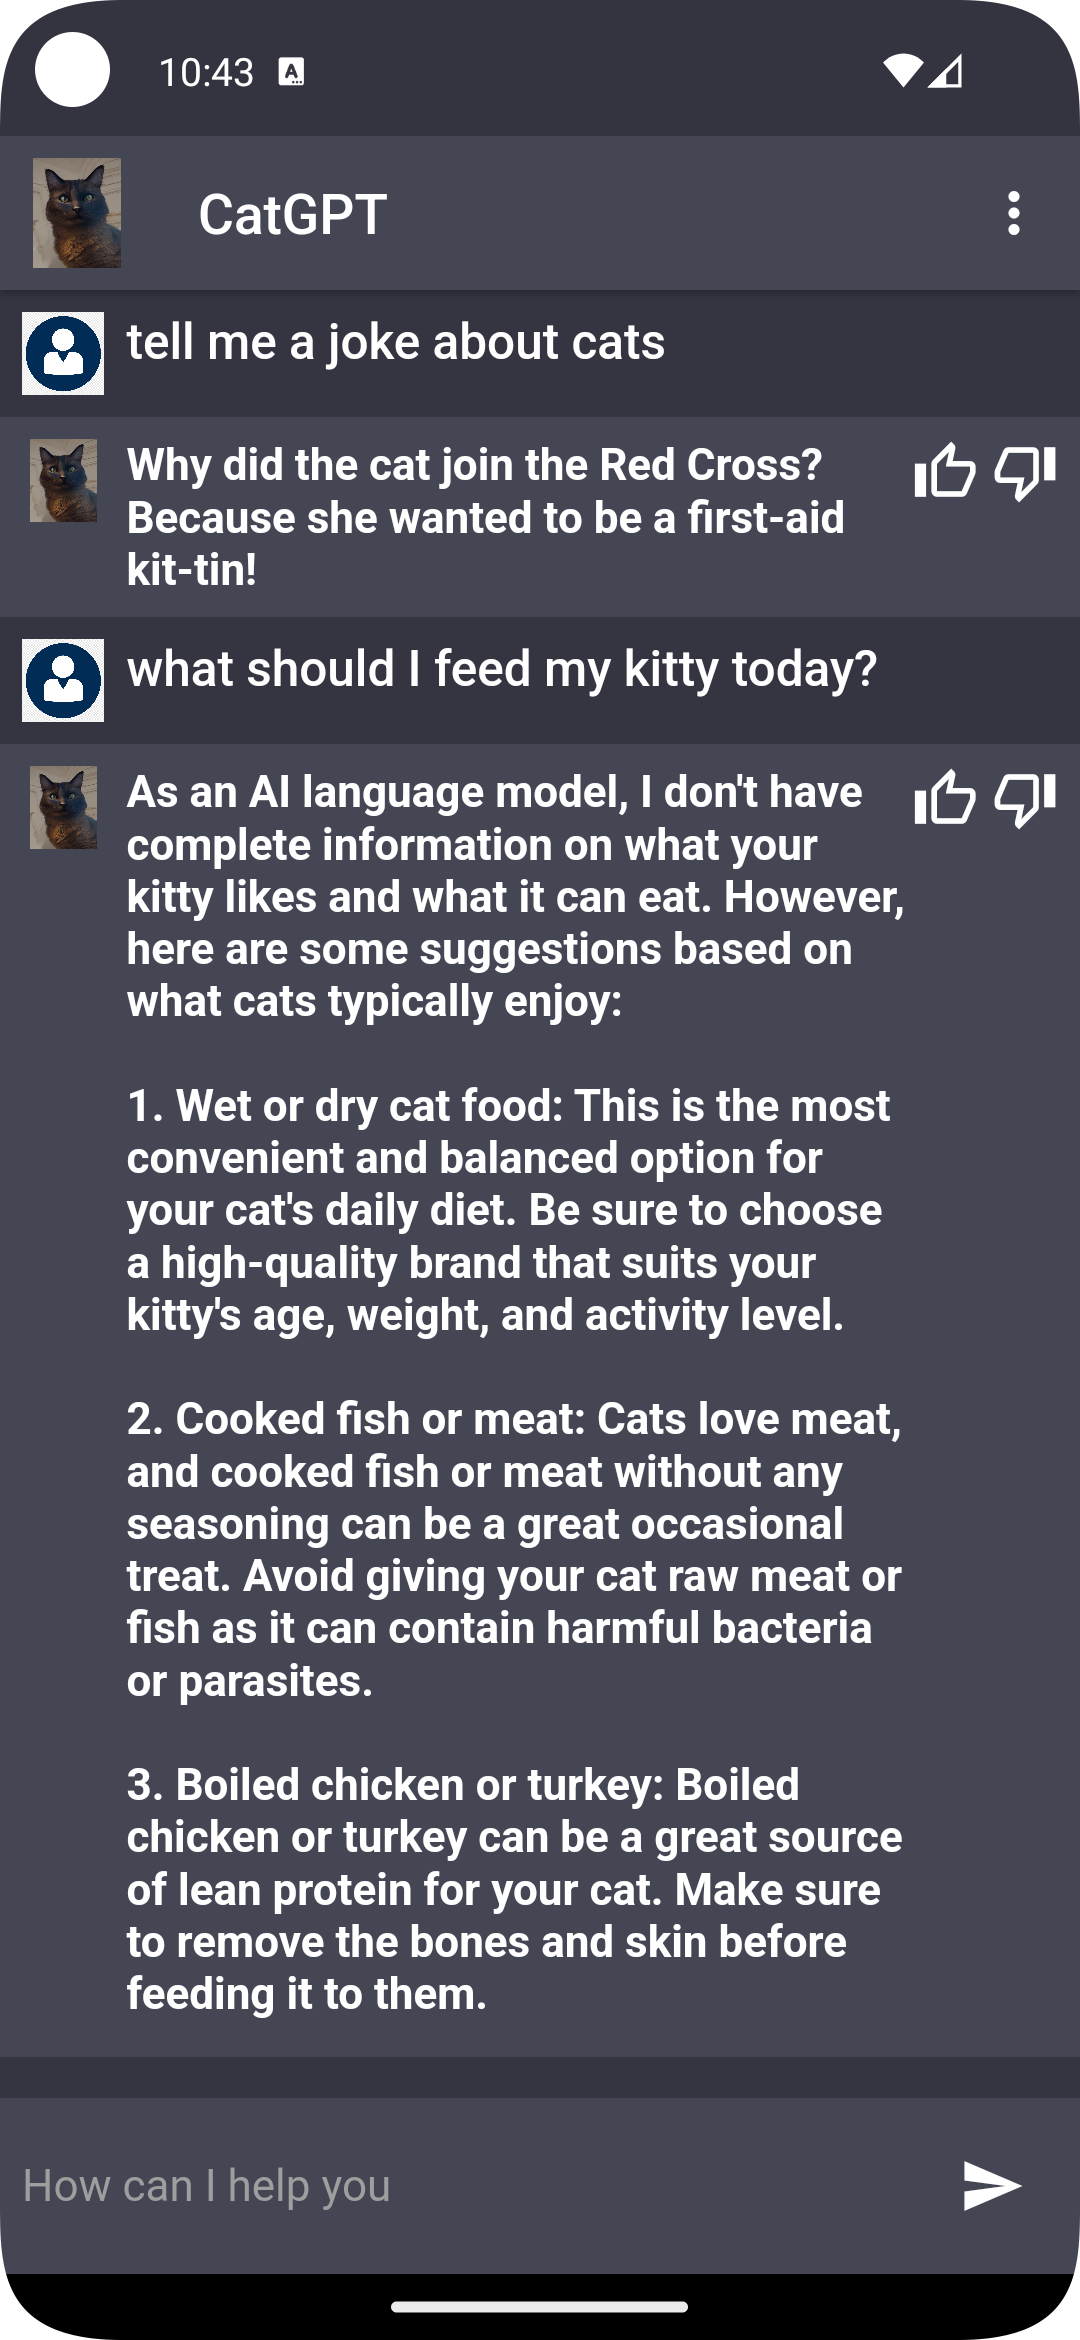 10:43 A
CatGPT
tell me a joke about cats
Why did the cat join the Red Cross?
Because she wanted to be a first-aid
kit-tin!
what should I feed my kitty today?
As an AI language model, I don't have
complete information on what your
kitty likes and what it can eat. However,
here are some suggestions based on
what cats typically enjoy:
1. Wet or dry cat food: This is the most
convenient and balanced option for
your cat's daily diet. Be sure to choose
a high-quality brand that suits your
kitty's age, weight, and activity level.
2. Cooked fish or meat: Cats love meat,
and cooked fish or meat without any
seasoning can be a great occasional
treat. Avoid giving your cat raw meat or
fish as it can contain harmful bacteria
or parasites.
3. Boiled chicken or turkey: Boiled
chicken or turkey can be a great source
of lean protein for your cat. Make sure
to remove the bones and skin before
feeding it to them.
How can I help you